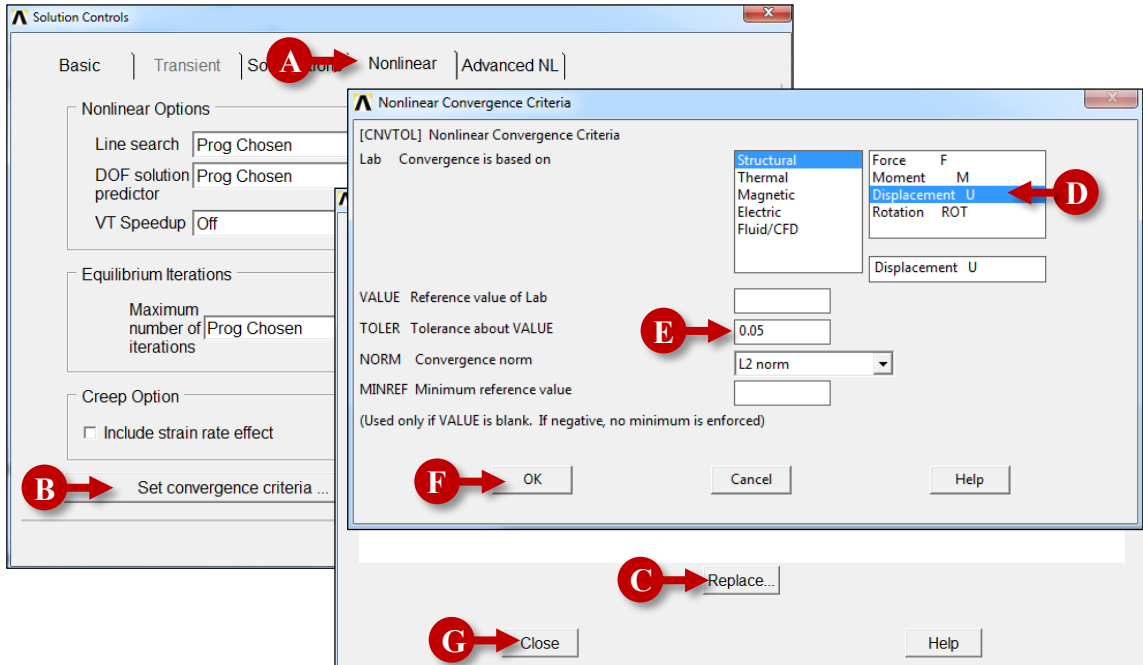 Solution Controls
Basic Transient A Nonlinear Advanced NL
Nonlinear Options
Line search Prog Chosen
DOF solution Prog Chosen
predictor
VT Speedup Off
Equilibrium Iterations
Maximum
number of Prog Chosen
iterations
Creep Option
Include strain rate effect
B Set convergence criteria ...
Nonlinear Convergence Criteria
[CNVTOL] Nonlinear Convergence Criteria
Lab Convergence is based on
Structural
Thermal
Magnetic
Electric
Fluid/CFD
Force F
Moment M
Displacement U D
Rotation ROT
Displacement U
VALUE Reference value of Lab
TOLER Tolerance about VALUE E 0.05
NORM Convergence norm L2 norm
MINREF Minimum reference value
(Used only if VALUE is blank. If negative, no minimum is enforced)
F OK Cancel Help
C Replace...
G Close Help